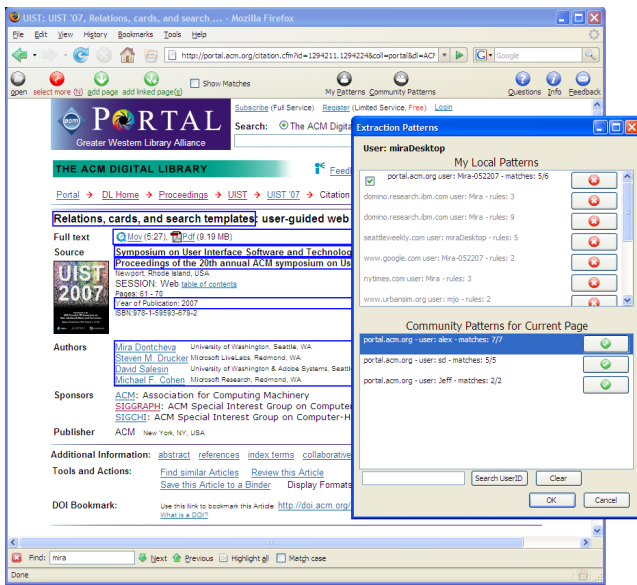 UIST: UIST '07, Relations, cards, and search ... - Mozilla Firefox
File Edit View History Bookmarks Tools Help
http://portal.acm.org/citation.cfm?id=1294211.1294224&coll=portal&dl=ACM
Google
open select more (N) add page add linked page(s) Show Matches My Patterns Community Patterns Questions Info Feedback
acm PORTAL
Greater Western Library Alliance
Subscribe (Full Service) Register (Limited Service, Free) Login
Search: The ACM Digita
THE ACM DIGITAL LIBRARY
Feed
Portal → DL Home → Proceedings → UIST → UIST '07 → Citation
Relations, cards, and search templates: user-guided web
Full text Mov (5:27), Pdf (9.19 MB)
Source Symposium on User Interface Software and Technolog
Proceedings of the 20th annual ACM symposium on Us
Newport, Rhode Island, USA
SESSION: Web table of contents
Pages: 61 - 70
Year of Publication: 2007
ISBN:978-1-59593-679-2
UIST
2007
Authors Mira Dontcheva University of Washington, Seattle, WA
Steven M. Drucker Microsoft LiveLabs, Redmond, WA
David Salesin University of Washington & Adobe Systems, Seattl
Michael F. Cohen Microsoft Research, Redmond, WA
Sponsors ACM: Association for Computing Machinery
SIGGRAPH: ACM Special Interest Group on Computer
SIGCHI: ACM Special Interest Group on Computer-H
Publisher ACM New York, NY, USA
Additional Information: abstract references index terms collaborative
Tools and Actions: Find similar Articles Review this Article
Save this Article to a Binder Display Formats
DOI Bookmark: Use this link to bookmark this Article: http://doi.acm.org/
What is a DOI?
Find: mira Next Previous Highlight all Match case
Done
Extraction Patterns
User: miraDesktop
My Local Patterns
portal.acm.org user: Mira-052207 - matches: 5/6
domino.research.ibm.com user: Mira - rules: 3
domino.research.ibm.com user: Mira - rules: 9
seattleweekly.com user: miraDesktop - rules: 5
www.google.com user: Mira-052207 - rules: 2
nytimes.com user: Mira - rules: 3
www.urbansim.org user: mjo - rules: 2
Community Patterns for Current Page
portal.acm.org - user: alex - matches: 7/7
portal.acm.org - user: sd - matches: 5/5
portal.acm.org - user: Jeff - matches: 2/2
Search UserID Clear
OK Cancel